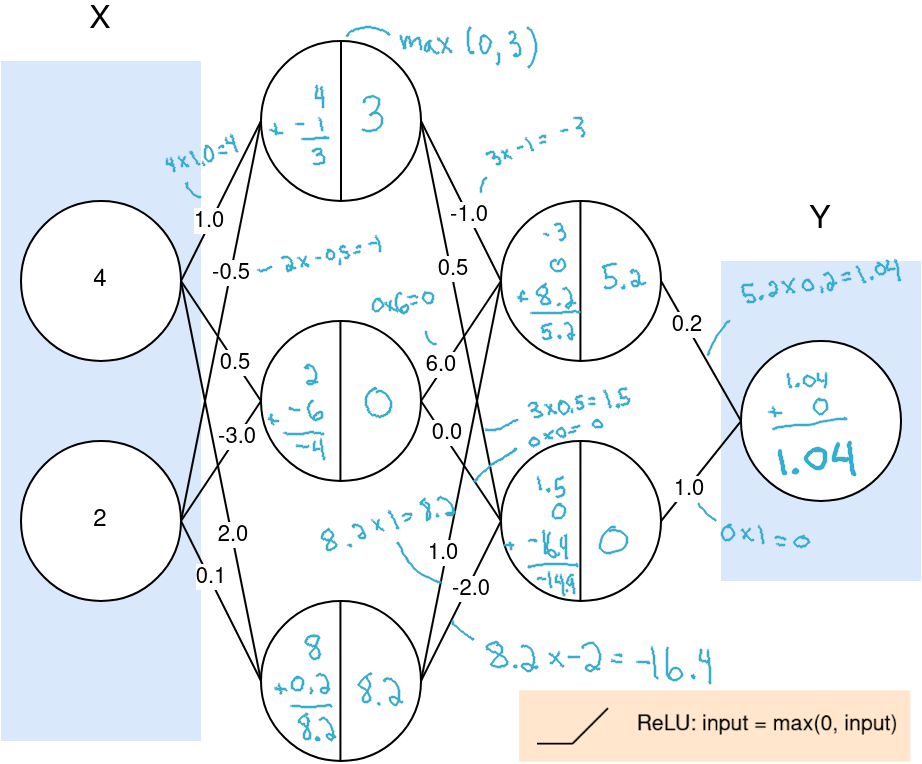 X
max (0,3)
4
+ -1
3
3
4x1.0=4
3x-1= -3
1.0
-1.0
Y
-0.5
2x-0,5=-1
0.5
4
-3
0
+ 8.2
5.2
5.2
5.2x0,2=1.04
0x6=0
0.2
0.5
6.0
2
+ -6
-4
0
1.04
+ 0
1.04
3x0,5=1.5
0x0= 0
-3.0
0.0
2
1.5
0
+ -16.4
-14.9
0
1.0
8.2x1=8.2
0x1=0
2.0
1.0
0.1
-2.0
8
+0,2
8.2
8.2
8.2x-2=-16.4
ReLU: input = max(0, input)